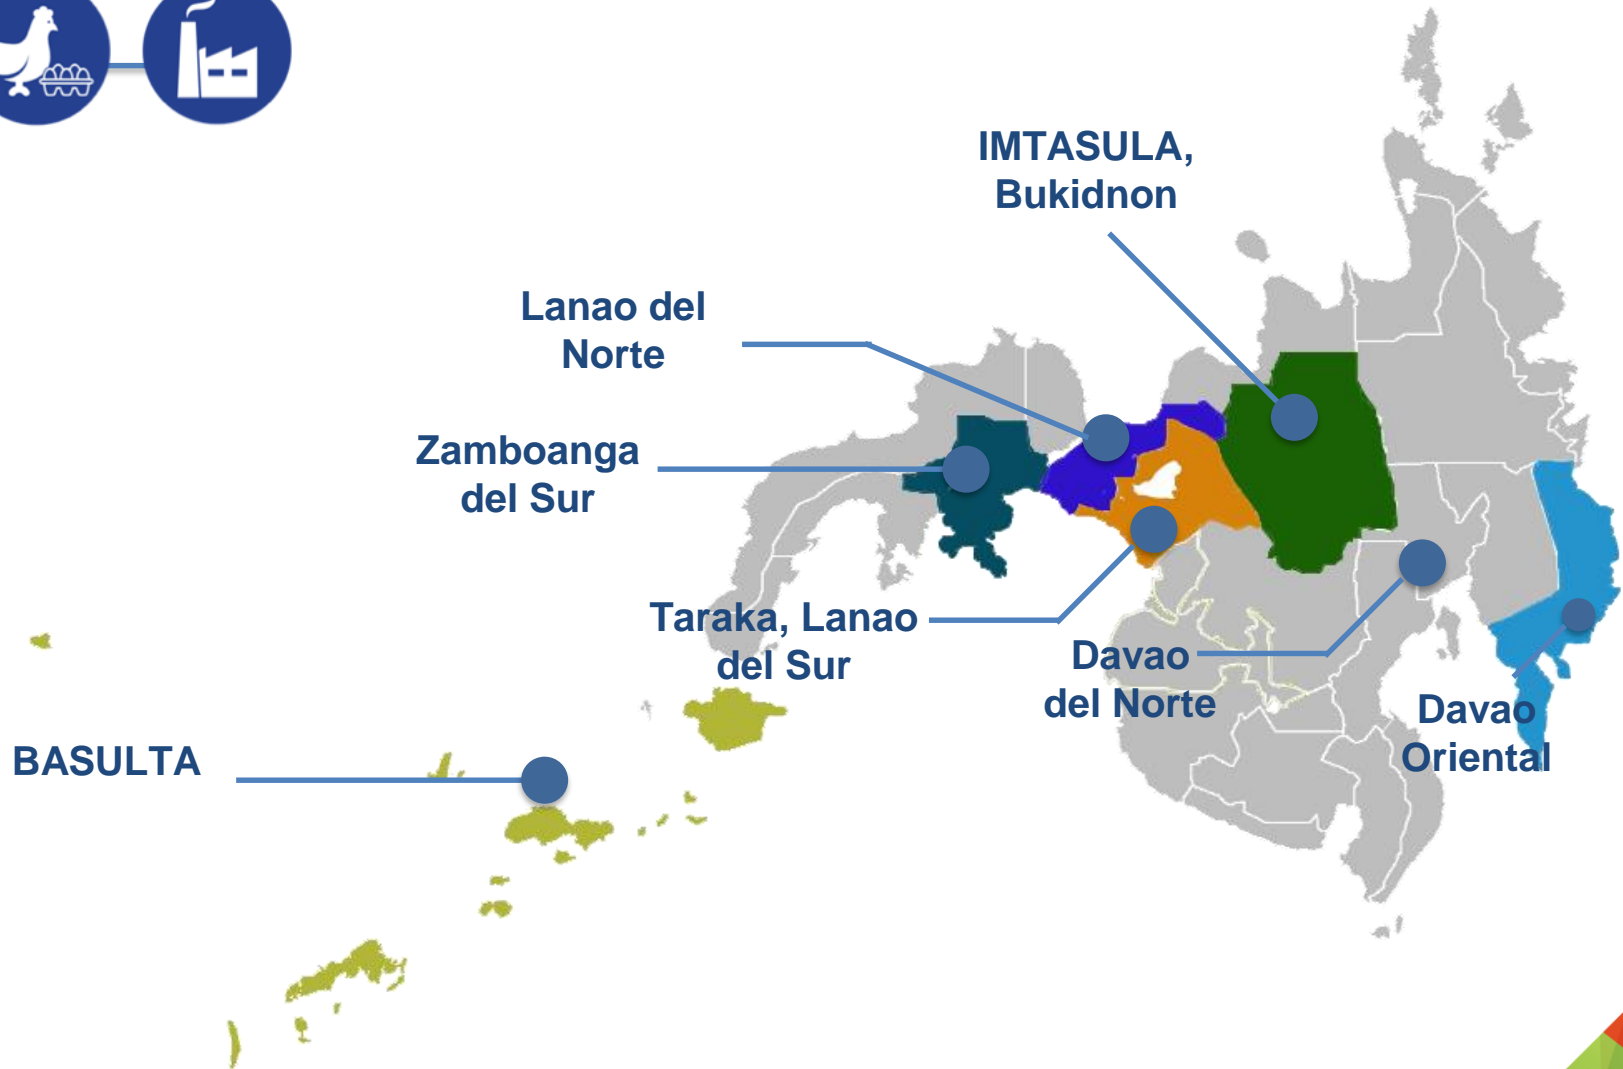 IMTASULA,
Bukidnon
Lanao del
Norte
Zamboanga
del Sur
Taraka, Lanao
del Sur
Davao
del Norte
Davao
Oriental
BASULTA